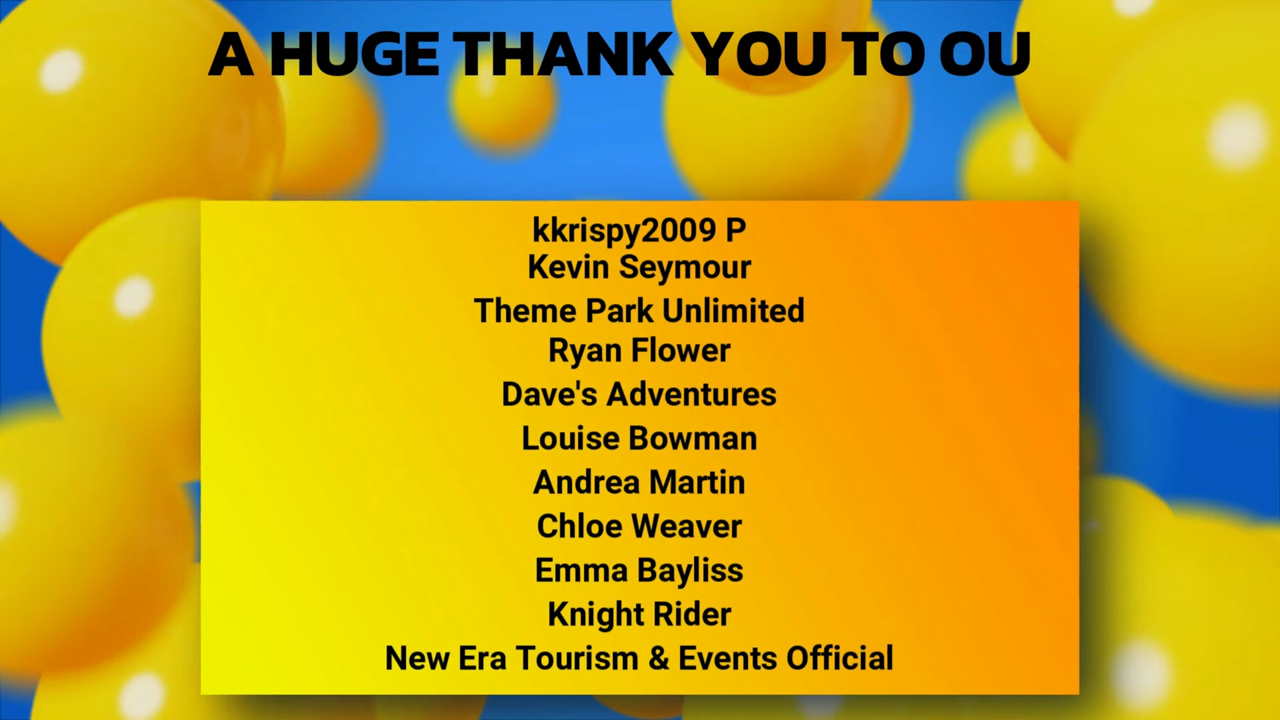 A HUGE THANK YOU TO OU
kkrispy2009 P
Kevin Seymour
Theme Park Unlimited
Ryan Flower
Dave's Adventures
Louise Bowman
Andrea Martin
Chloe Weaver
Emma Bayliss
Knight Rider
New Era Tourism & Events Official